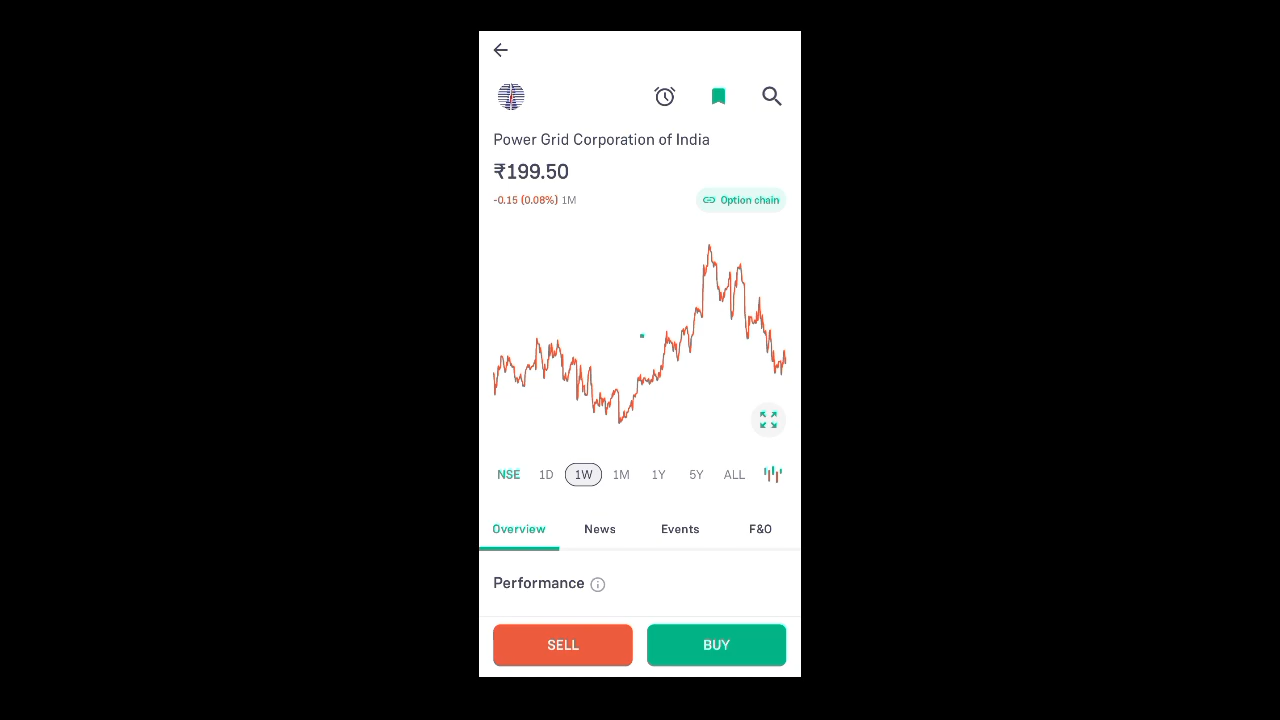 Power Grid Corporation of India
₹199.50
-0.15 (0.08%) 1M
Option chain
NSE 1D 1W 1M 1Y 5Y ALL
Overview News Events F&O
Performance
SELL BUY